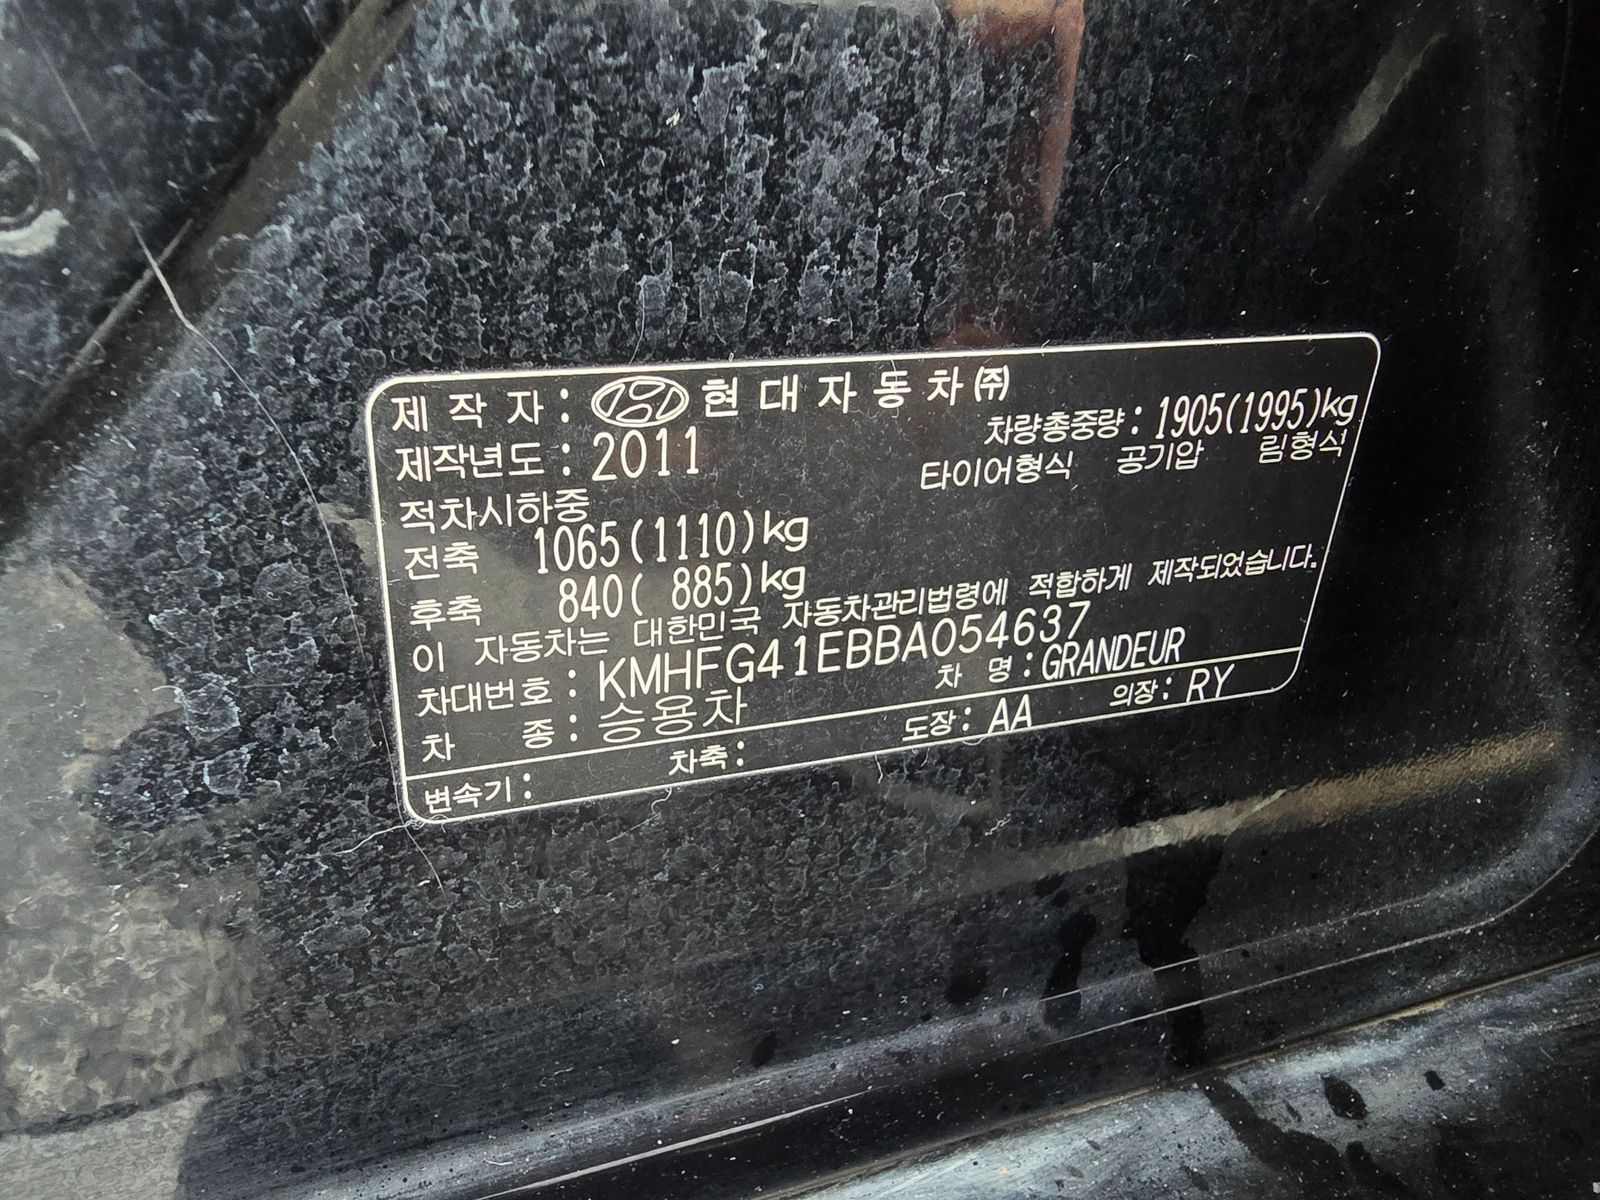 제 작 자 : 현 대 자 동 차 ㈜
제작년도 : 2011 차량총중량 : 1905(1995)kg
적차시하중 타이어형식 공기압 림형식
전축 1065(1110)kg
후축 840( 885)kg
이 자동차는 대한민국 자동차관리법령에 적합하게 제작되었습니다.
차대번호 : KMHFG41EBBA054637
차 종 : 승용차 차 명 : GRANDEUR
변속기 : 차축 : 도장 : AA 의장 : RY